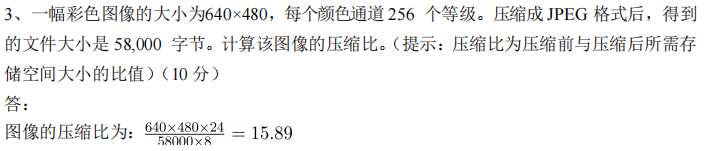 3、一幅彩色图像的大小为640×480，每个颜色通道 256 个等级。压缩成 JPEG 格式后，得到
的文件大小是 58,000 字节。计算该图像的压缩比。（提示：压缩比为压缩前与压缩后所需存
储空间大小的比值）（10 分）
答：
图像的压缩比为：$\frac{640×480×24}{58000×8}$ = 15.89